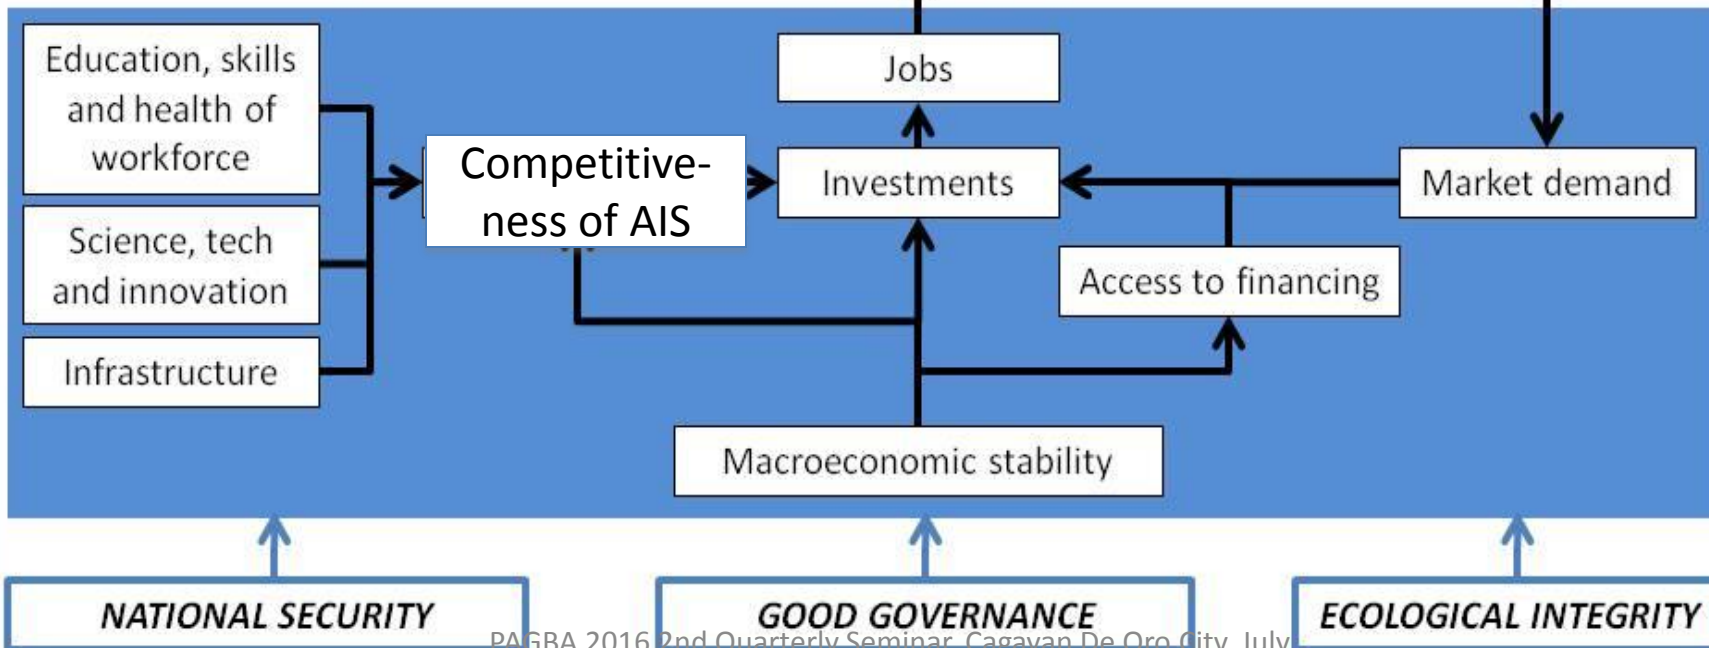 Education, skills
and health of
workforce
Science, tech
and innovation
Infrastructure
Competitive-
ness of AIS
Jobs
Investments
Market demand
Access to financing
Macroeconomic stability
NATIONAL SECURITY
GOOD GOVERNANCE
ECOLOGICAL INTEGRITY
PAGBA 2016 2nd Quarterly Seminar, Cagayan De Oro City, July